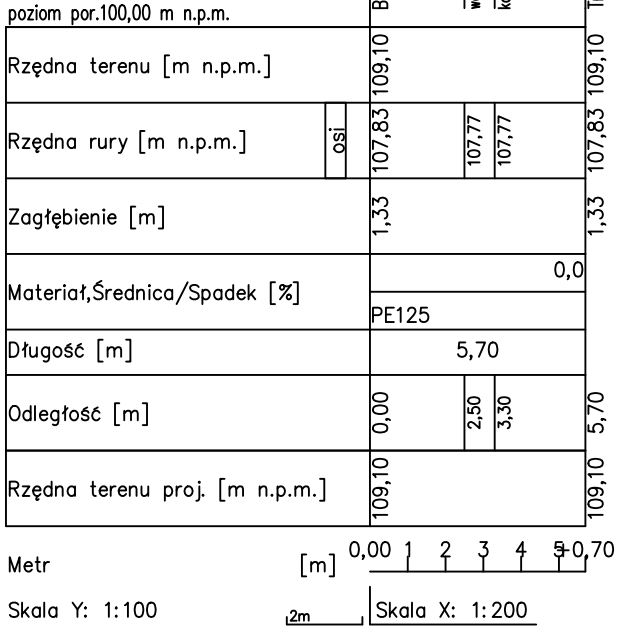 poziom por.100,00 m n.p.m.
Rzędna terenu [m n.p.m.] 109,10 109,10
Rzędna rury [m n.p.m.] osi 107,83 107,77 107,77 107,83
Zagłębienie [m] 1,33 1,33
Materiał,Średnica/Spadek [%] 0,0
PE125
Długość [m] 5,70
Odległość [m] 0,00 2,50 3,30 5,70
Rzędna terenu proj. [m n.p.m.] 109,10 109,10
Metr [m] 0,00 1 2 3 4 5+0,70
Skala Y: 1:100 2m Skala X: 1:200